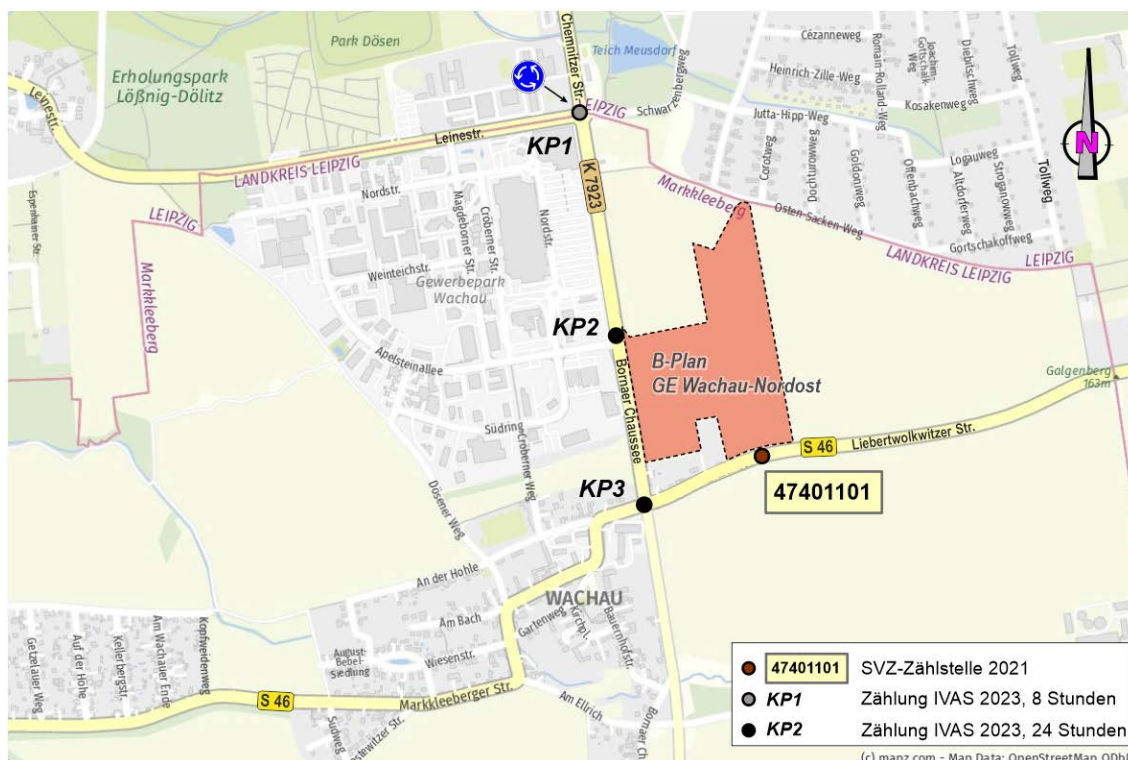 Park Dösen
Chemnitzer Str.
Teich Meusdorf
Schwarzenbergweg
Cézanneweg
Romain-Rolland-Weg
Joachim-
Gottschalk-
Weg
Diebitschweg
Tollweg
Heinrich-Zille-Weg
Kosakenweg
Erholungspark
Lößnig-Dölitz
Leinestr.
LEIPZIG
Leinestr.
KP1
Jutta-Hipp-Weg
N
LANDKREIS LEIPZIG
K 7923
Corotweg
Dochturowweg
Goldoniweg
Offenbachweg
Logauweg
Altdorferweg
Stroganowweg
Tollweg
Markkleeberg
Osten-Sacken-Weg
Gortschakoffweg
LANDKREIS LEIPZIG
LEIPZIG
Nordstr.
Magdeborner Str.
Cröberner Str.
Nordstr.
LEIPZIG
Markkleeberg
Espenhainer Str.
Weinteichstr.
Gewerbepark
Wachau
KP2
Apelsteinallee
Bornaer Chaussee
B-Plan
GE Wachau-Nordost
Galgenberg
163m
Südring
Cröberner Weg
Dösener Weg
S 46
Liebertwolkwitzer Str.
KP3
47401101
An der Hohle
WACHAU
Am Bach
Gartenweg
Kirchpl.
Bauernhofstr.
Getzelauer Weg
Auf der Höhe
Kellerbergstr.
Am Wachauer Ende
Kopfweidenweg
August-
Bebel-
Siedlung
Wiesenstr.
S 46
Markkleeberger Str.
Am Ellrich
Südweg
Bornaer Ch
47401101 SVZ-Zählstelle 2021
KP1 Zählung IVAS 2023, 8 Stunden
KP2 Zählung IVAS 2023, 24 Stunden